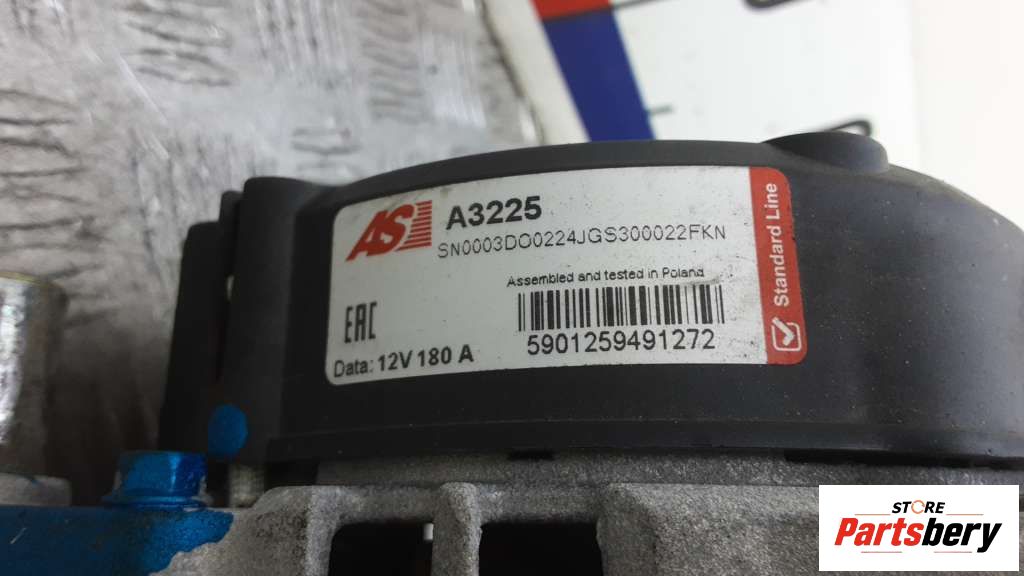 AS
A3225
SN0003DO0224JGS300022FKN
Assembled and tested in Poland
EAC
5901259491272
Data: 12V 180 A
Standard Line
STORE
Partsbery